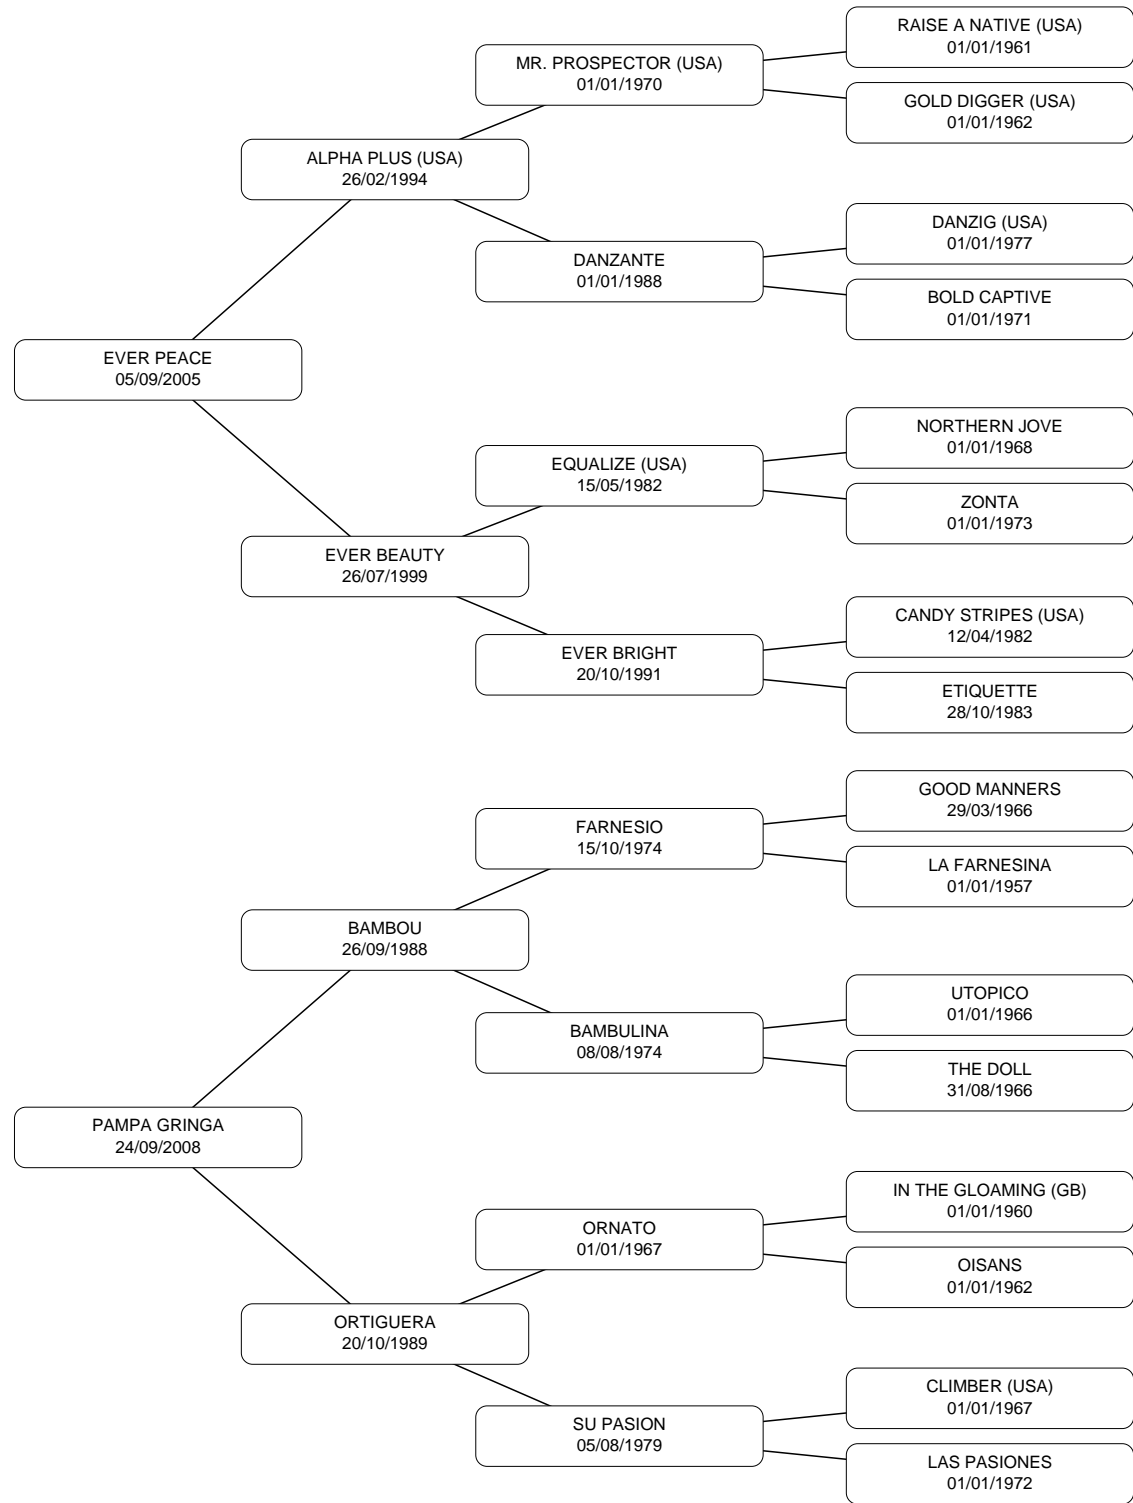 RAISE A NATIVE (USA)
01/01/1961
MR. PROSPECTOR (USA)
01/01/1970
GOLD DIGGER (USA)
01/01/1962
ALPHA PLUS (USA)
26/02/1994
DANZIG (USA)
01/01/1977
DANZANTE
01/01/1988
BOLD CAPTIVE
01/01/1971
EVER PEACE
05/09/2005
NORTHERN JOVE
01/01/1968
EQUALIZE (USA)
15/05/1982
ZONTA
01/01/1973
EVER BEAUTY
26/07/1999
CANDY STRIPES (USA)
12/04/1982
EVER BRIGHT
20/10/1991
ETIQUETTE
28/10/1983
GOOD MANNERS
29/03/1966
FARNESIO
15/10/1974
LA FARNESINA
01/01/1957
BAMBOU
26/09/1988
UTOPICO
01/01/1966
BAMBULINA
08/08/1974
THE DOLL
31/08/1966
PAMPA GRINGA
24/09/2008
IN THE GLOAMING (GB)
01/01/1960
ORNATO
01/01/1967
OISANS
01/01/1962
ORTIGUERA
20/10/1989
CLIMBER (USA)
01/01/1967
SU PASION
05/08/1979
LAS PASIONES
01/01/1972